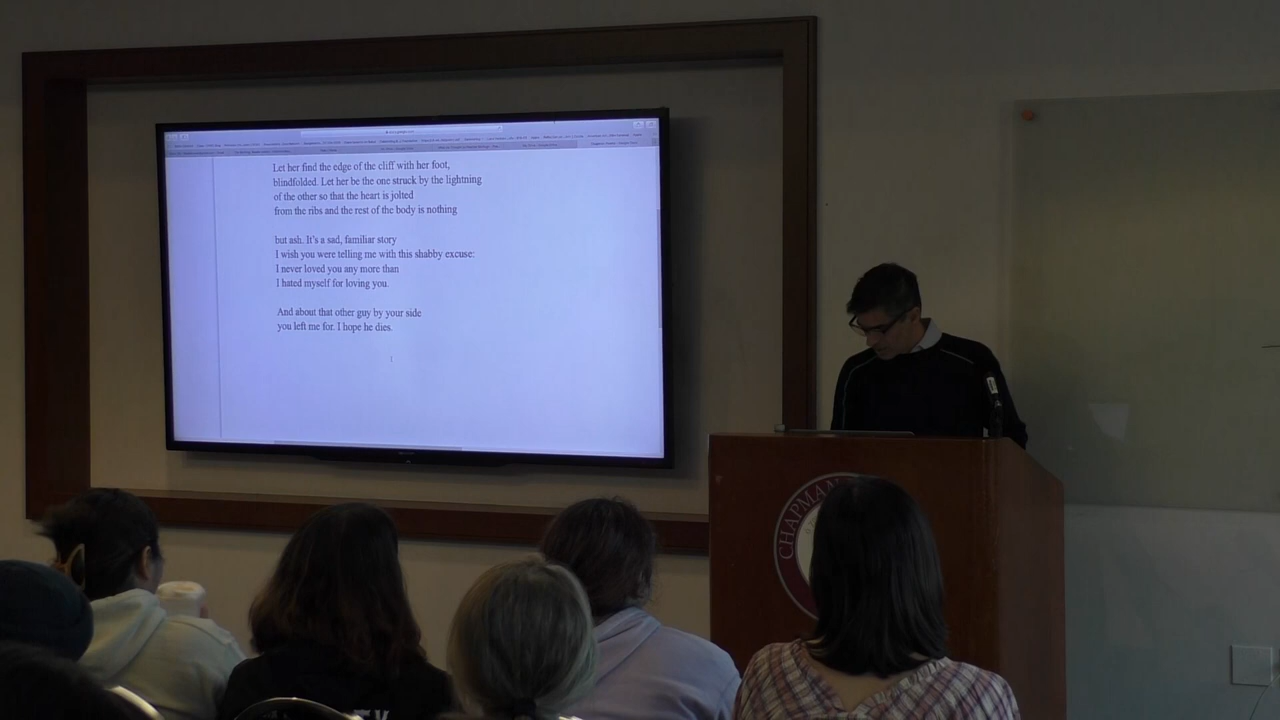 Let her find the edge of the cliff with her foot,
blindfolded. Let her be the one struck by the lightning
of the other so that the heart is jolted
from the ribs and the rest of the body is nothing
but ash. It's a sad, familiar story
I wish you were telling me with this shabby excuse:
I never loved you any more than
I hated myself for loving you.
And about that other guy by your side
you left me for. I hope he dies.
CHAPMAN